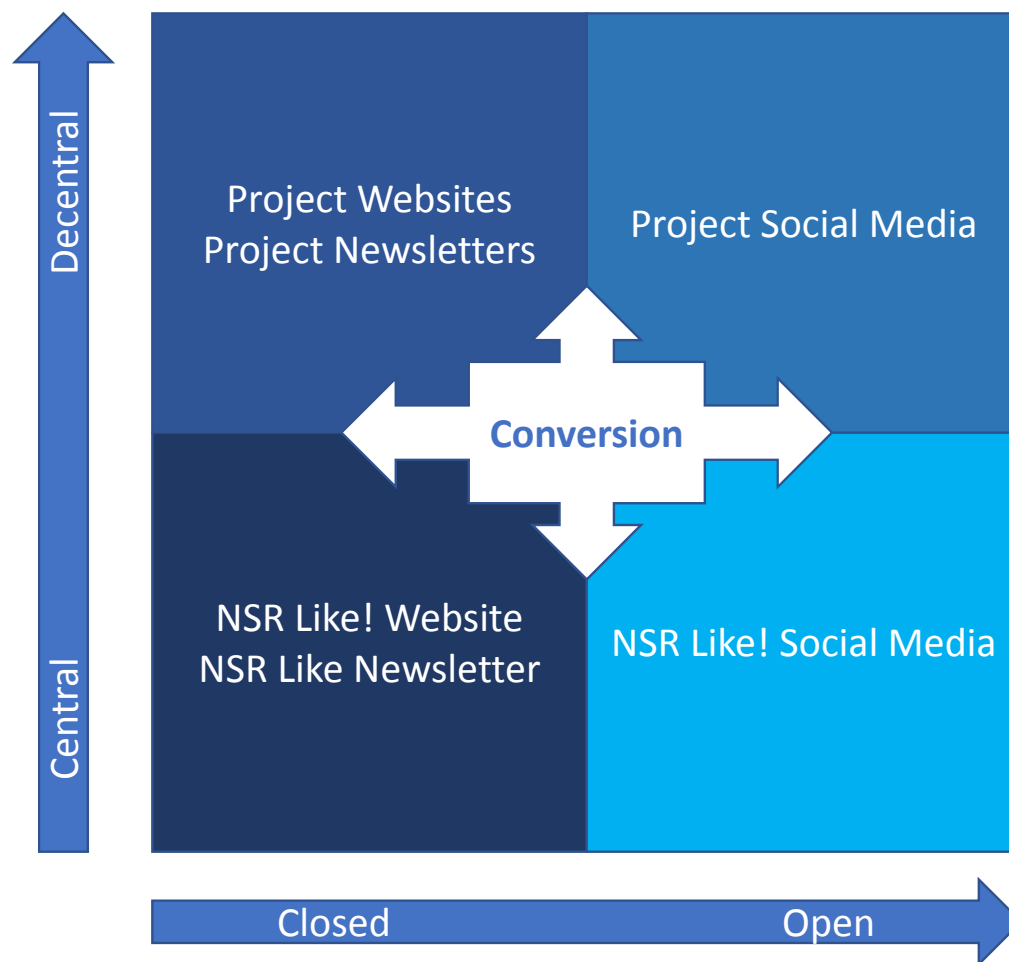 Decentral
Project Websites
Project Newsletters
Project Social Media
Conversion
Central
NSR Like! Website
NSR Like Newsletter
NSR Like! Social Media
Closed
Open